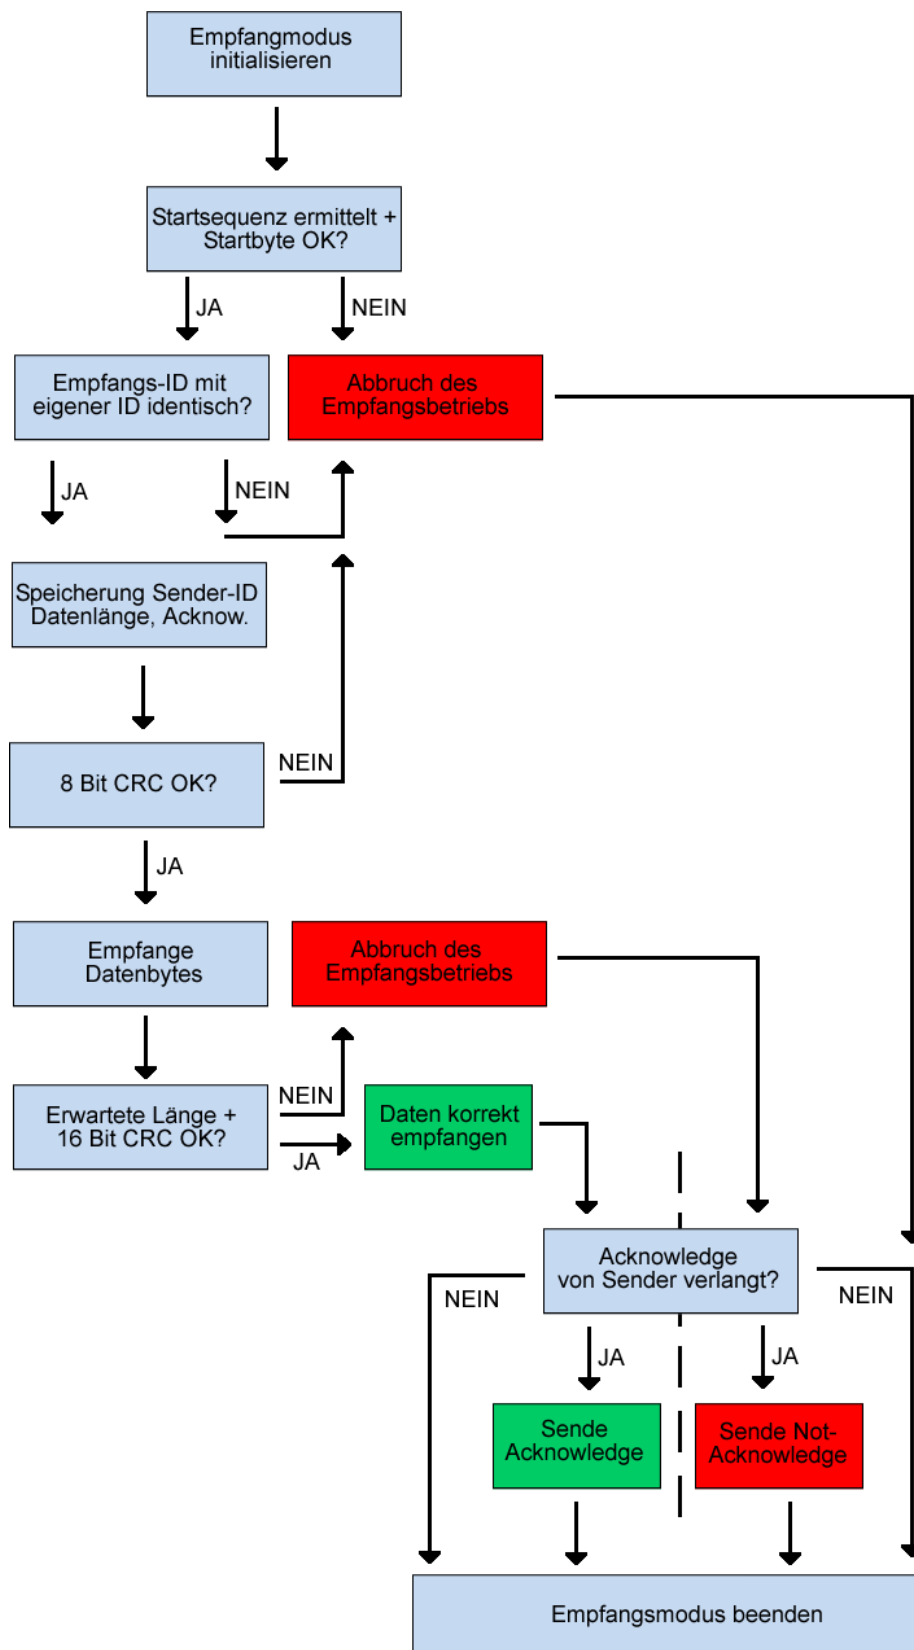 Empfangmodus
initialisieren
Startsequenz ermittelt +
Startbyte OK?
JA
NEIN
Empfangs-ID mit
eigener ID identisch?
Abbruch des
Empfangsbetriebs
JA
NEIN
Speicherung Sender-ID
Datenlänge, Acknow.
8 Bit CRC OK?
NEIN
JA
Empfange
Datenbytes
Abbruch des
Empfangsbetriebs
Erwartete Länge +
16 Bit CRC OK?
NEIN
JA
Daten korrekt
empfangen
Acknowledge
von Sender verlangt?
NEIN
NEIN
JA
JA
Sende
Acknowledge
Sende Not-
Acknowledge
Empfangsmodus beenden